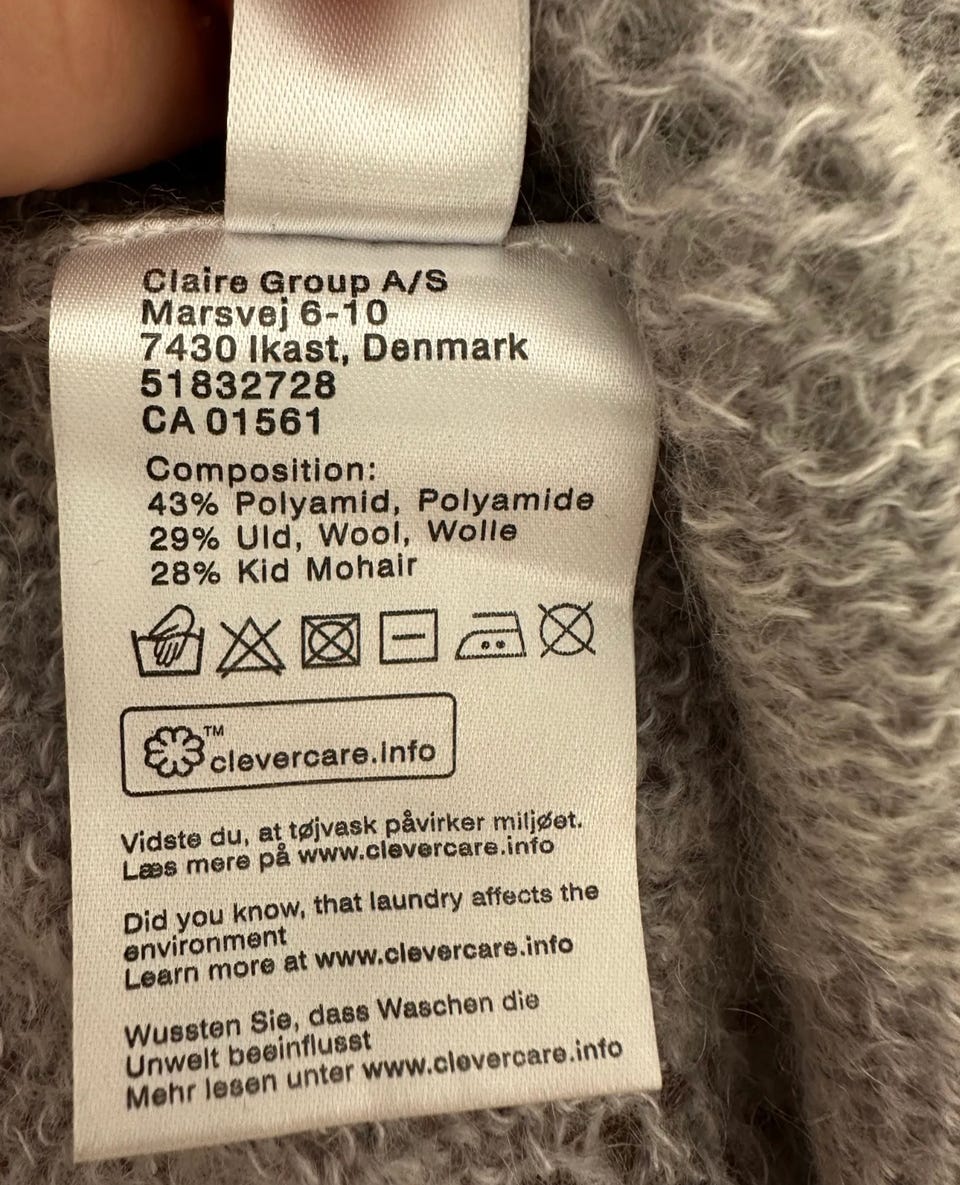 Claire Group A/S
Marsvej 6-10
7430 Ikast, Denmark
51832728
CA 01561
Composition:
43% Polyamid, Polyamide
29% Uld, Wool, Wolle
28% Kid Mohair
™
clevercare.info
Vidste du, at tøjvask påvirker miljøet.
Læs mere på www.clevercare.info
Did you know, that laundry affects the
environment
Learn more at www.clevercare.info
Wussten Sie, dass Waschen die
Unwelt beeinflusst
Mehr lesen unter www.clevercare.info